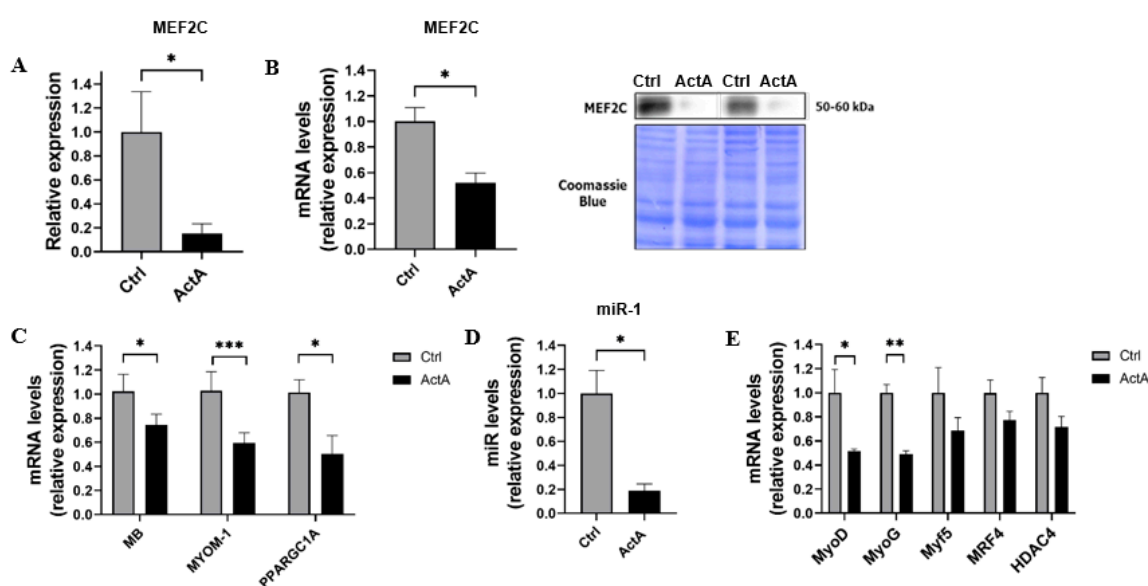 MEF2C
MEF2C
A
Relative expression
1.4
1.2
1.0
0.8
0.6
0.4
0.2
0.0
*
Ctrl
ActA
B
mRNA levels
(relative expression)
1.4
1.2
1.0
0.8
0.6
0.4
0.2
0.0
*
Ctrl
ActA
Ctrl ActA Ctrl ActA
MEF2C
50-60 kDa
Coomassie
Blue
C
mRNA levels
(relative expression)
1.4
1.2
1.0
0.8
0.6
0.4
0.2
0.0
*
***
*
MB
MYOM-1
PPARGC1A
Ctrl
ActA
miR-1
D
miR levels
(relative expression)
1.4
1.2
1.0
0.8
0.6
0.4
0.2
0.0
*
Ctrl
ActA
E
mRNA levels
(relative expression)
1.4
1.2
1.0
0.8
0.6
0.4
0.2
0.0
*
**
MyoD
MyoG
Myf5
MRF4
HDAC4
Ctrl
ActA